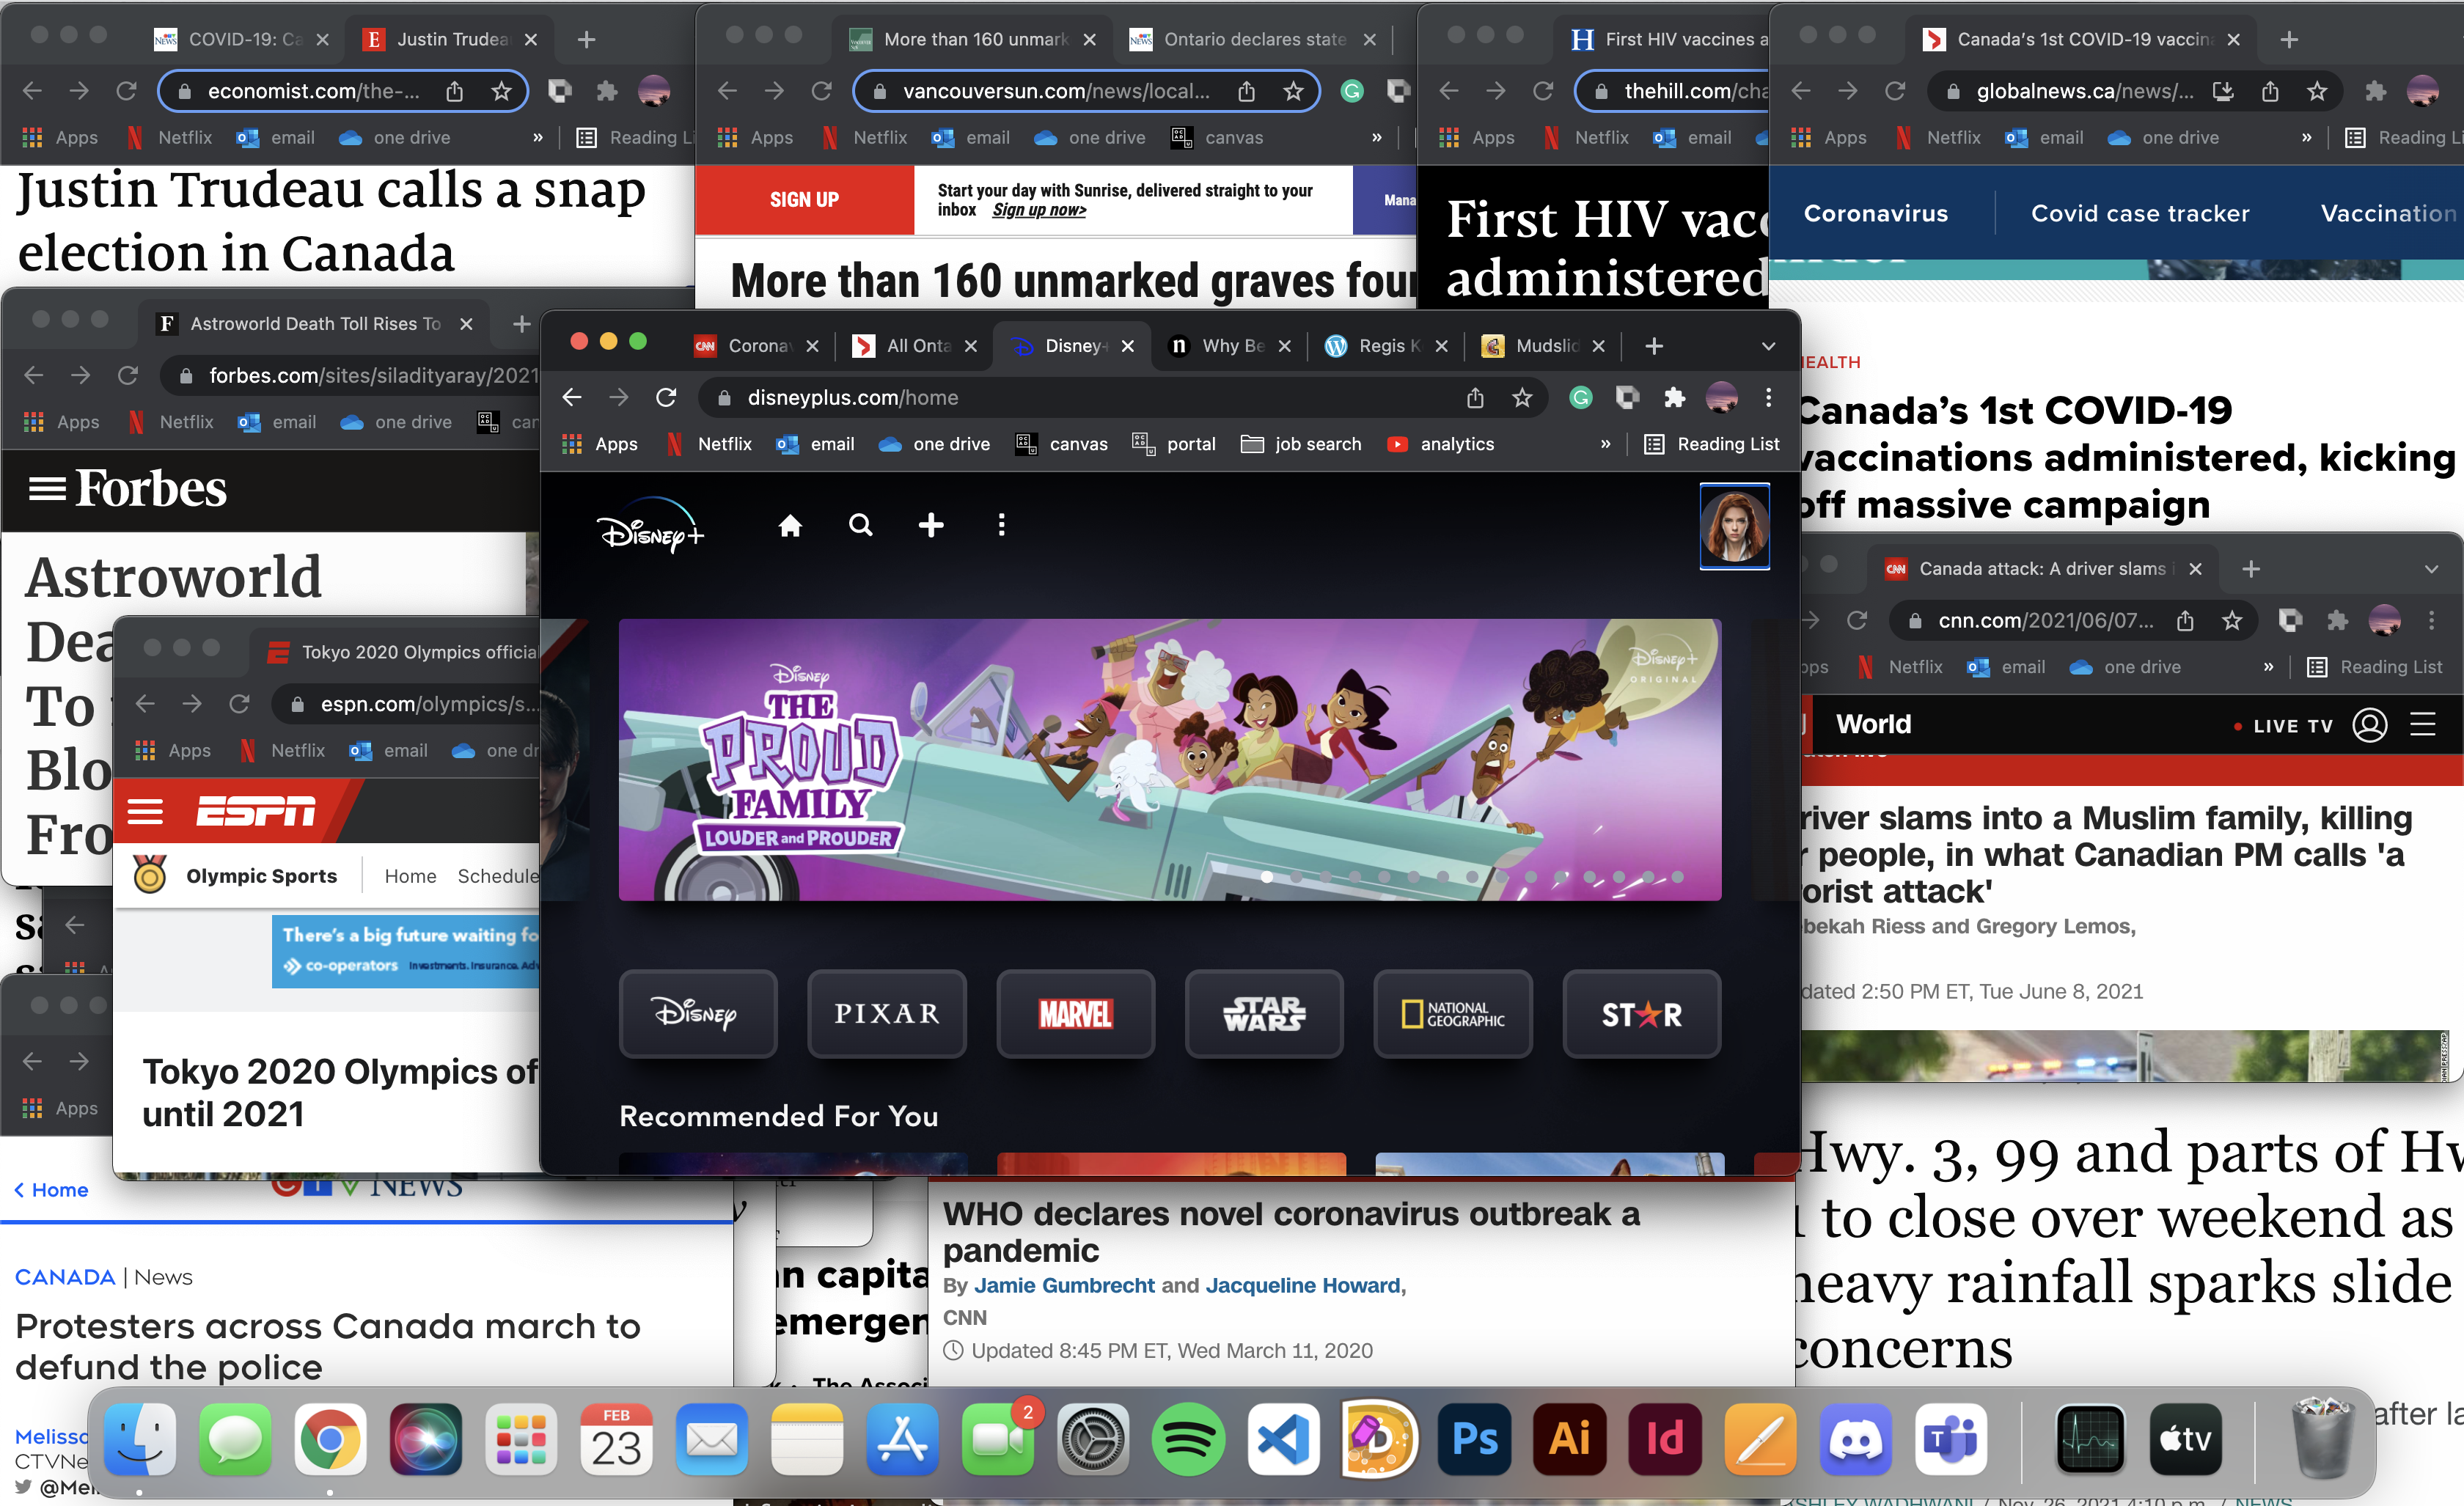 COVID-19: Ca
Justin Trudea
economist.com/the-...
Apps Netflix email one drive » Reading Li
Justin Trudeau calls a snap
election in Canada
More than 160 unmark
Ontario declares state
vancouversun.com/news/local...
Apps Netflix email one drive canvas »
SIGN UP
Start your day with Sunrise, delivered straight to your
inbox Sign up now>
Mana
More than 160 unmarked graves fou
First HIV vaccines a
thehill.com/cha
Apps Netflix email
First HIV vacc
administered
Canada's 1st COVID-19 vaccin
globalnews.ca/news/...
Apps Netflix email one drive » Reading Li
Coronavirus Covid case tracker Vaccination
HEALTH
Canada's 1st COVID-19
vaccinations administered, kicking
off massive campaign
Astroworld Death Toll Rises To
forbes.com/sites/siladityaray/2021
Apps Netflix email one drive can
Forbes
Astroworld
Dea
To
Blo
Fro
Tokyo 2020 Olympics official
espn.com/olympics/s...
Apps Netflix email one dr
ESPN
Olympic Sports Home Schedule
There's a big future waiting fo
co-operators Investments. Insurance. Adv
Tokyo 2020 Olympics of
until 2021
Corona
All Onta
Disney+
Why Be
Regis K
Mudslid
disneyplus.com/home
Apps Netflix email one drive canvas portal job search analytics » Reading List
Disney+
Disney
THE
PROUD
FAMILY
LOUDER and PROUDER
Disney+
ORIGINAL
Disney
PIXAR
MARVEL
STAR
WARS
NATIONAL
GEOGRAPHIC
STAR
Recommended For You
Canada attack: A driver slams i
cnn.com/2021/06/07...
pps Netflix email one drive » Reading List
World
LIVE TV
river slams into a Muslim family, killing
r people, in what Canadian PM calls 'a
orist attack'
bekah Riess and Gregory Lemos,
dated 2:50 PM ET, Tue June 8, 2021
Apps
Home
CTV NEWS
CANADA | News
Protesters across Canada march to
defund the police
Melissa
CTVNe
@Mel
n capita
emergen
The Associ
WHO declares novel coronavirus outbreak a
pandemic
By Jamie Gumbrecht and Jacqueline Howard,
CNN
Updated 8:45 PM ET, Wed March 11, 2020
Hwy. 3, 99 and parts of Hw
1 to close over weekend as
heavy rainfall sparks slide
concerns
after la
FEB
23
2
D
Ps
Ai
Id
T
tv
ASHLEY WADHWANI / Nov. 26, 2021 4:10 p.m. / NEWS